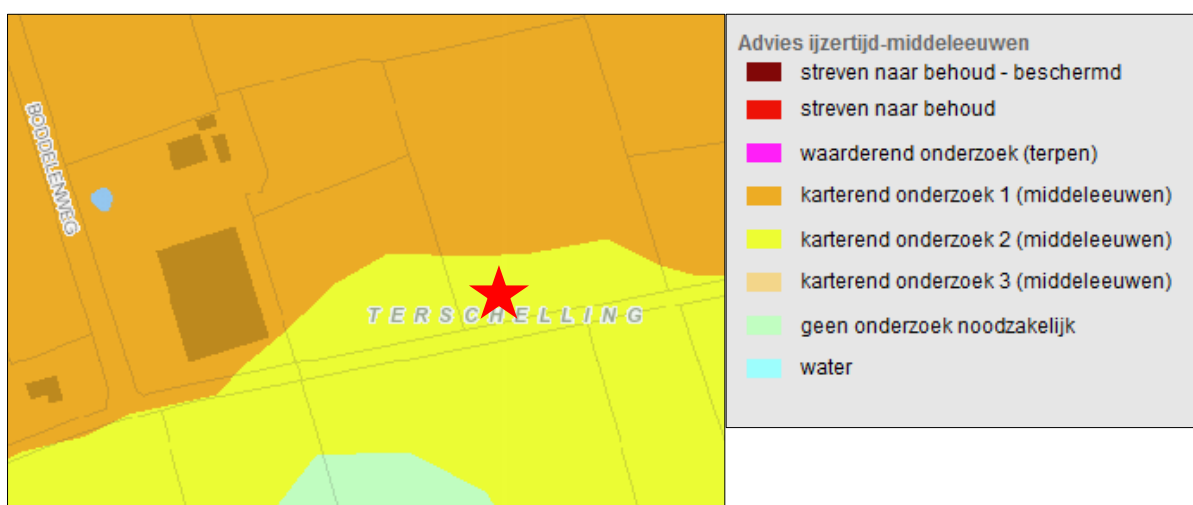 BODDELENWEG
TERSCHELLING
Advies ijzertijd-middeleeuwen
streven naar behoud - beschermd
streven naar behoud
waarderend onderzoek (terpen)
karterend onderzoek 1 (middeleeuwen)
karterend onderzoek 2 (middeleeuwen)
karterend onderzoek 3 (middeleeuwen)
geen onderzoek noodzakelijk
water